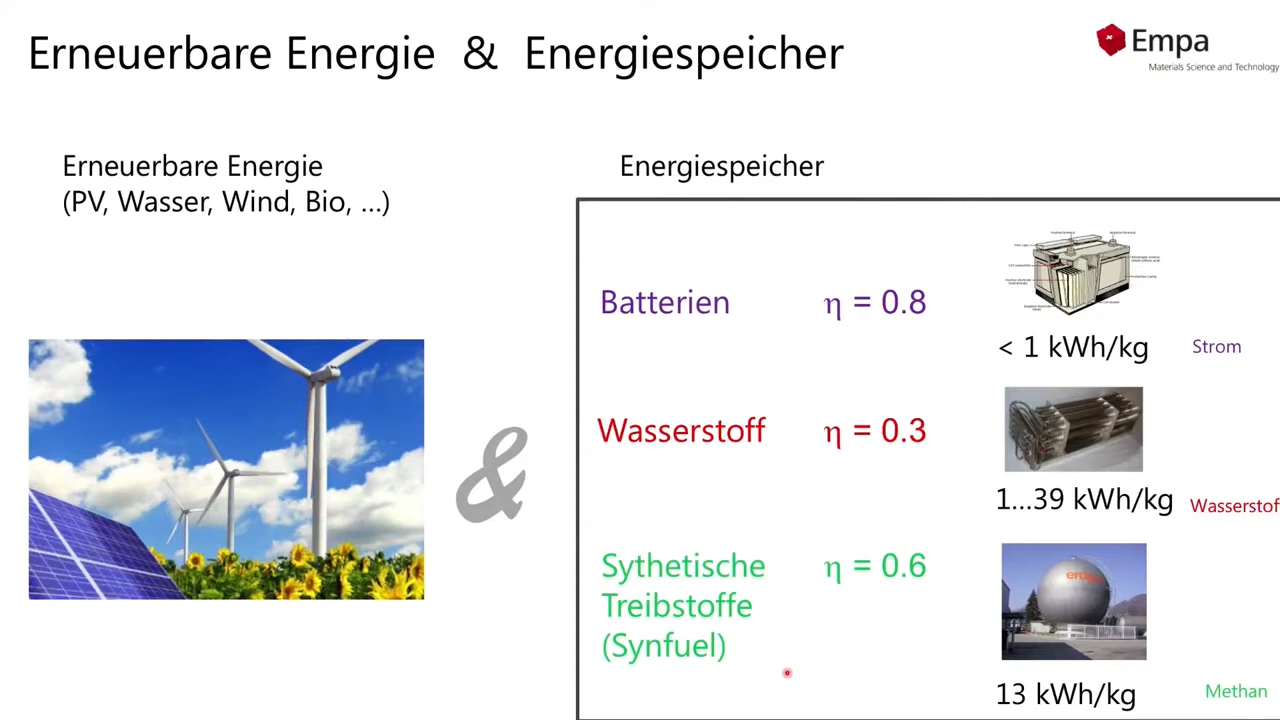 Erneuerbare Energie & Energiespeicher
Empa
Materials Science and Technology
Erneuerbare Energie
(PV, Wasser, Wind, Bio, ...)
Energiespeicher
Batterien η = 0.8
< 1 kWh/kg Strom
&
Wasserstoff η = 0.3
1...39 kWh/kg Wasserstof
Sythetische η = 0.6
Treibstoffe
(Synfuel)
13 kWh/kg Methan